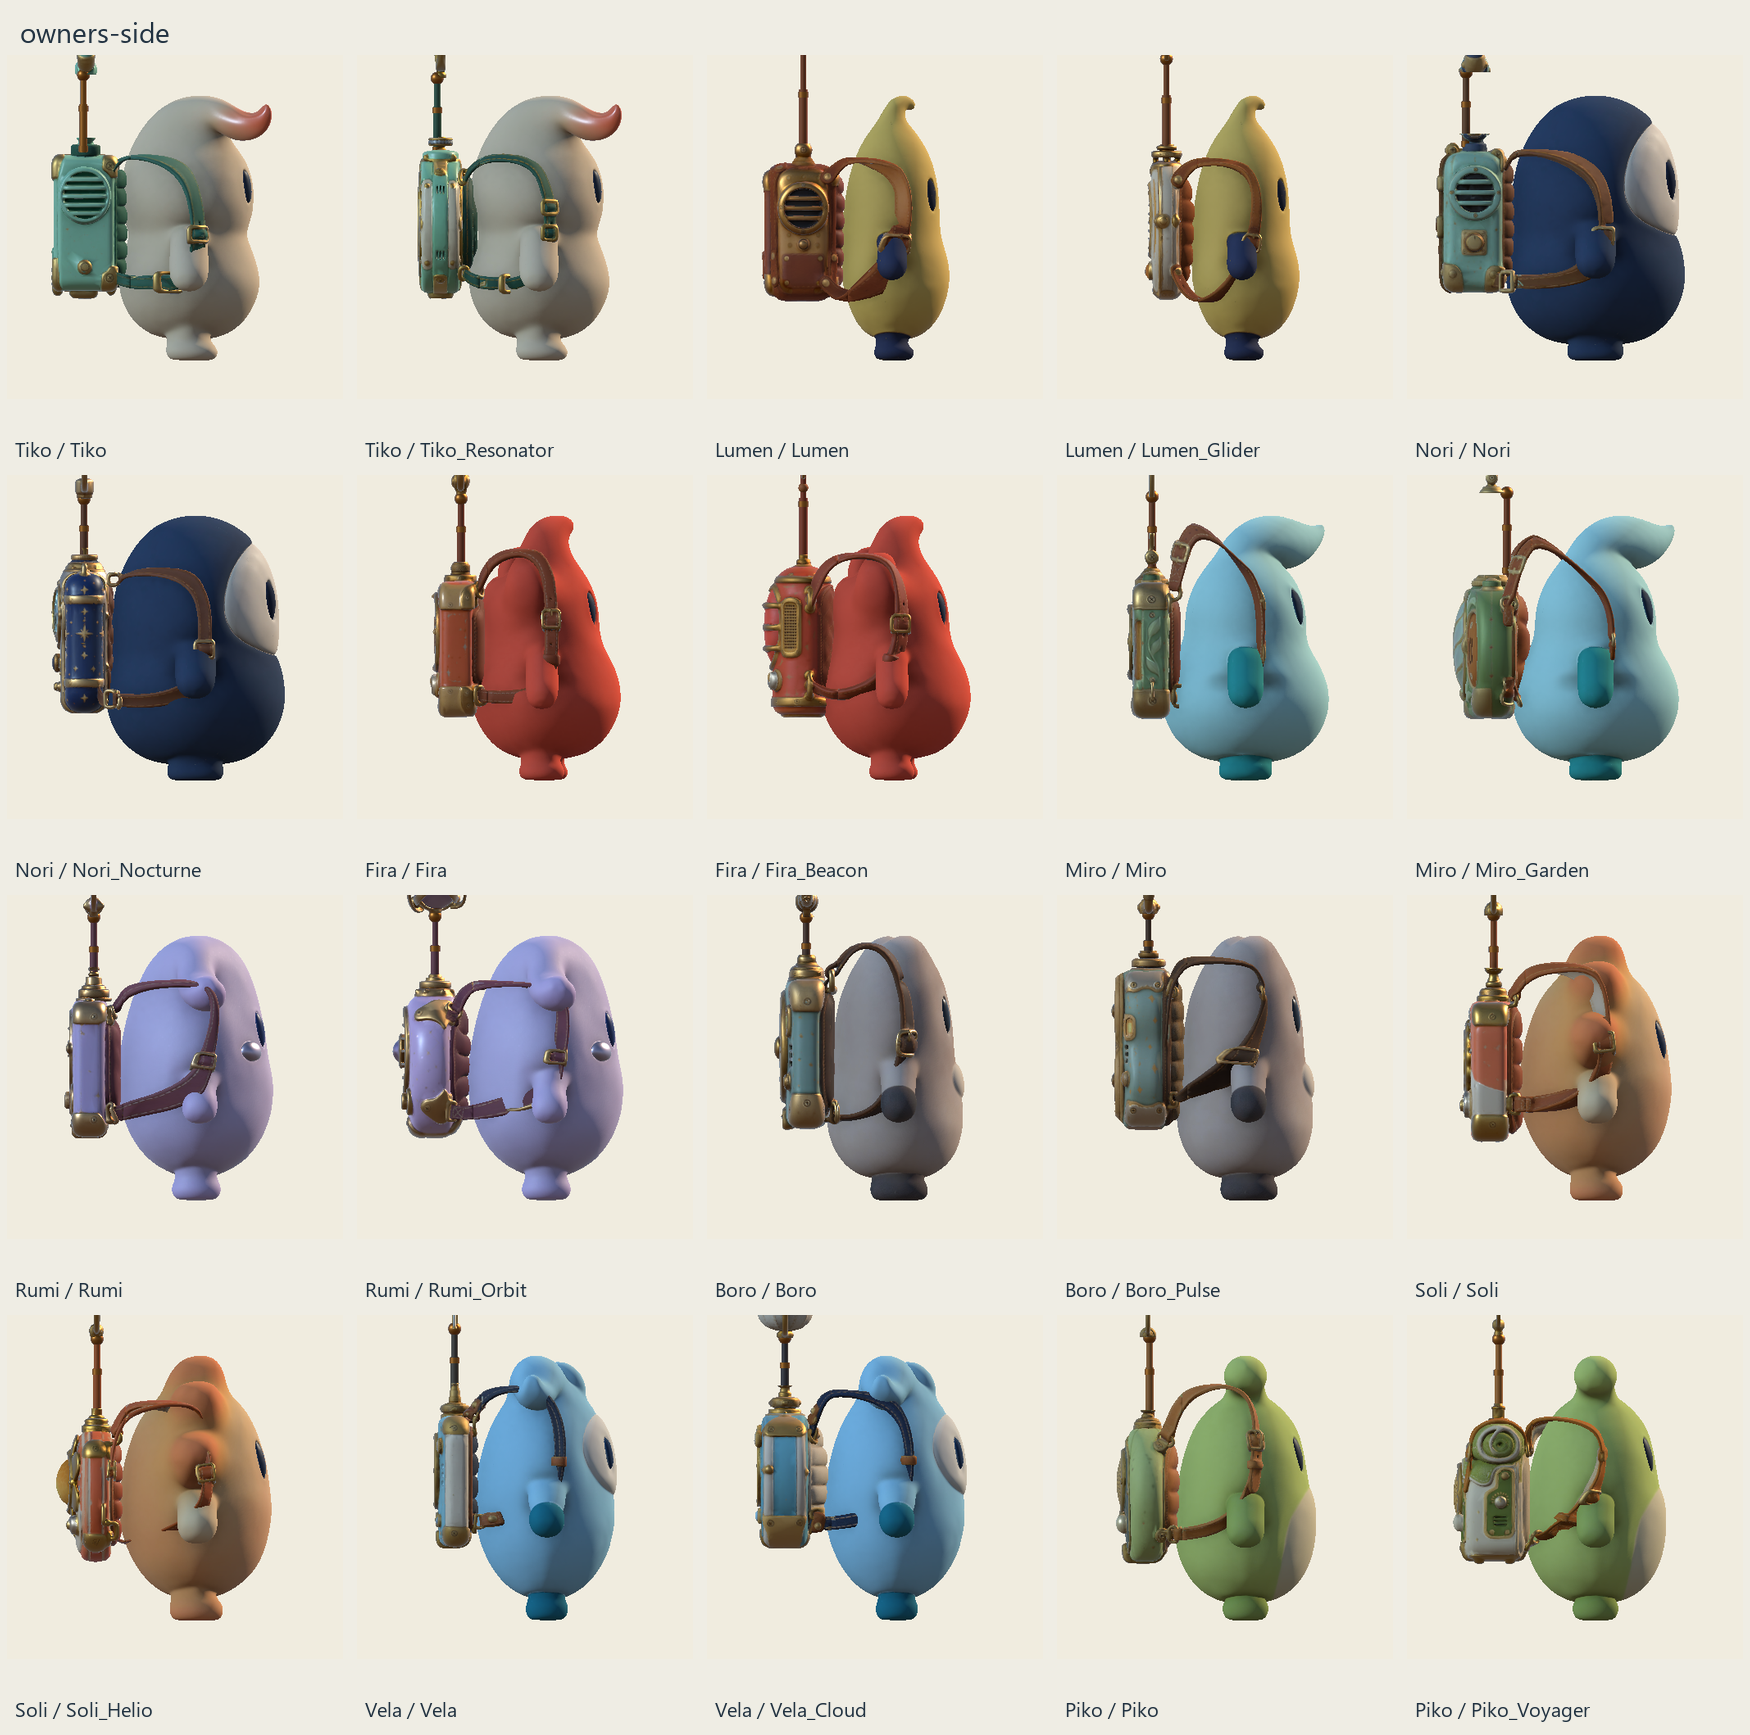 owners-side
Tiko / Tiko
Tiko / Tiko_Resonator
Lumen / Lumen
Lumen / Lumen_Glider
Nori / Nori
Nori / Nori_Nocturne
Fira / Fira
Fira / Fira_Beacon
Miro / Miro
Miro / Miro_Garden
Rumi / Rumi
Rumi / Rumi_Orbit
Boro / Boro
Boro / Boro_Pulse
Soli / Soli
Soli / Soli_Helio
Vela / Vela
Vela / Vela_Cloud
Piko / Piko
Piko / Piko_Voyager